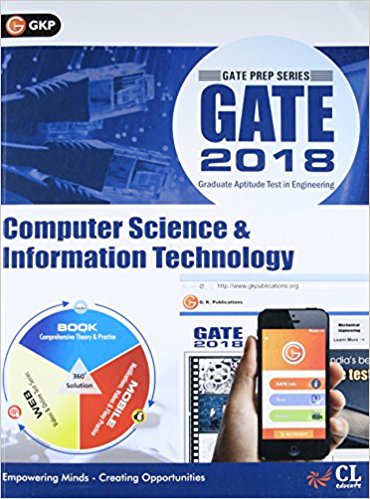 GKP
GATE PREP SERIES
GATE
2018
Graduate Aptitude Test in Engineering
Computer Science &
Information Technology
http://www.gkpublications.org
G. K. Publications
BOOK
Comprehensive Theory & Practice
360°
Solution
MOBILE
WEB
GATE
2018
Mechanical
Engineering
Learn More
Empowering Minds - Creating Opportunities
CL
educate